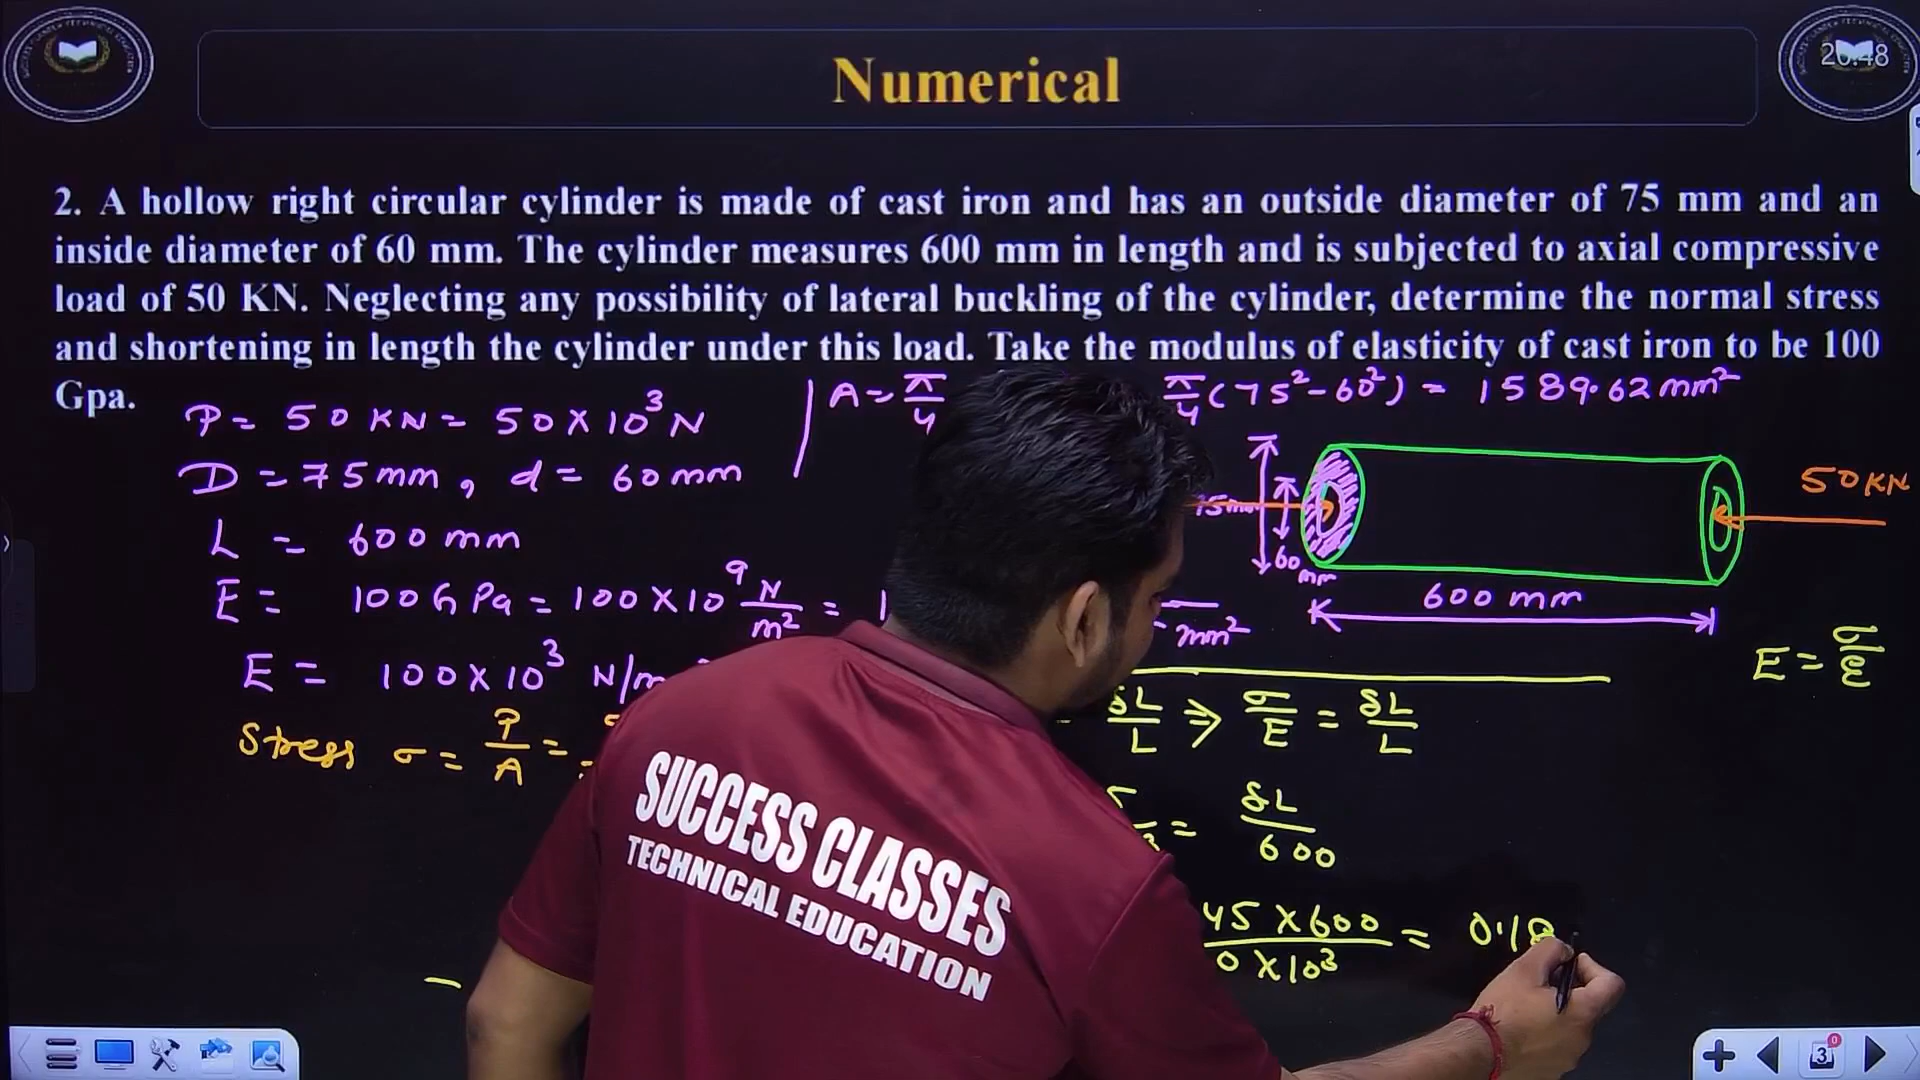 20:48
Numerical
2. A hollow right circular cylinder is made of cast iron and has an outside diameter of 75 mm and an
inside diameter of 60 mm. The cylinder measures 600 mm in length and is subjected to axial compressive
load of 50 KN. Neglecting any possibility of lateral buckling of the cylinder, determine the normal stress
and shortening in length the cylinder under this load. Take the modulus of elasticity of cast iron to be 100
Gpa.
P = 50 KN = 50 × 10³ N
D = 75 mm, d = 60 mm
L = 600 mm
E = 100 G Pa = 100 × 10⁹ N/m² =
E = 100 × 10³ N/m
Stress σ = P/A =
A = π/4
π/4 (75² - 60²) = 1589.62 mm²
75mm
60 mm
600 mm
50 KN
mm²
E = σ/ε
δL/L ⇒ σ/E = δL/L
= δL/600
45 × 600 / 0 × 10³ = 0.18
SUCCESS CLASSES
TECHNICAL EDUCATION
3
0